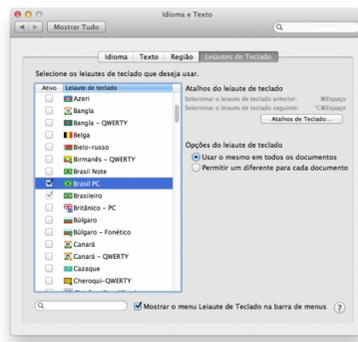 Idioma e Texto
Mostrar Tudo
Idioma Texto Região Leiautes de Teclado
Selecione os leiautes de teclado que deseja usar.
Ativo Leiaute de teclado
Azeri
Bangla
Bangla - QWERTY
Belga
Bielo-russo
Birmanês - QWERTY
Brasil Note
Brasil PC
Brasileiro
Britânico - PC
Búlgaro
Búlgaro - Fonético
Canará
Canará - QWERTY
Cazaque
Cheroqui-QWERTY
Atalhos do leiaute de teclado
Selecionar o leiaute de teclado anterior: ⌘Espaço
Selecionar o leiaute de teclado seguinte: ⌥⌘Espaço
Atalhos de Teclado...
Opções do leiaute de teclado
Usar o mesmo em todos os documentos
Permitir um diferente para cada documento
Mostrar o menu Leiaute de Teclado na barra de menus ?